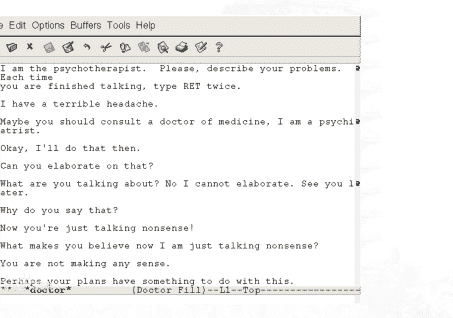 e Edit Options Buffers Tools Help
I am the psychotherapist.  Please, describe your problems.
Each time
you are finished talking, type RET twice.
I have a terrible headache.
Maybe you should consult a doctor of medicine, I am a psychi
atrist.
Okay, I'll do that then.
Can you elaborate on that?
What are you talking about? No I cannot elaborate. See you l
ater.
Why do you say that?
Now you're just talking nonsense!
What makes you believe now I am just talking nonsense?
You are not making any sense.
Perhaps your plans have something to do with this.
*doctor* (Doctor Fill)--L1--Top